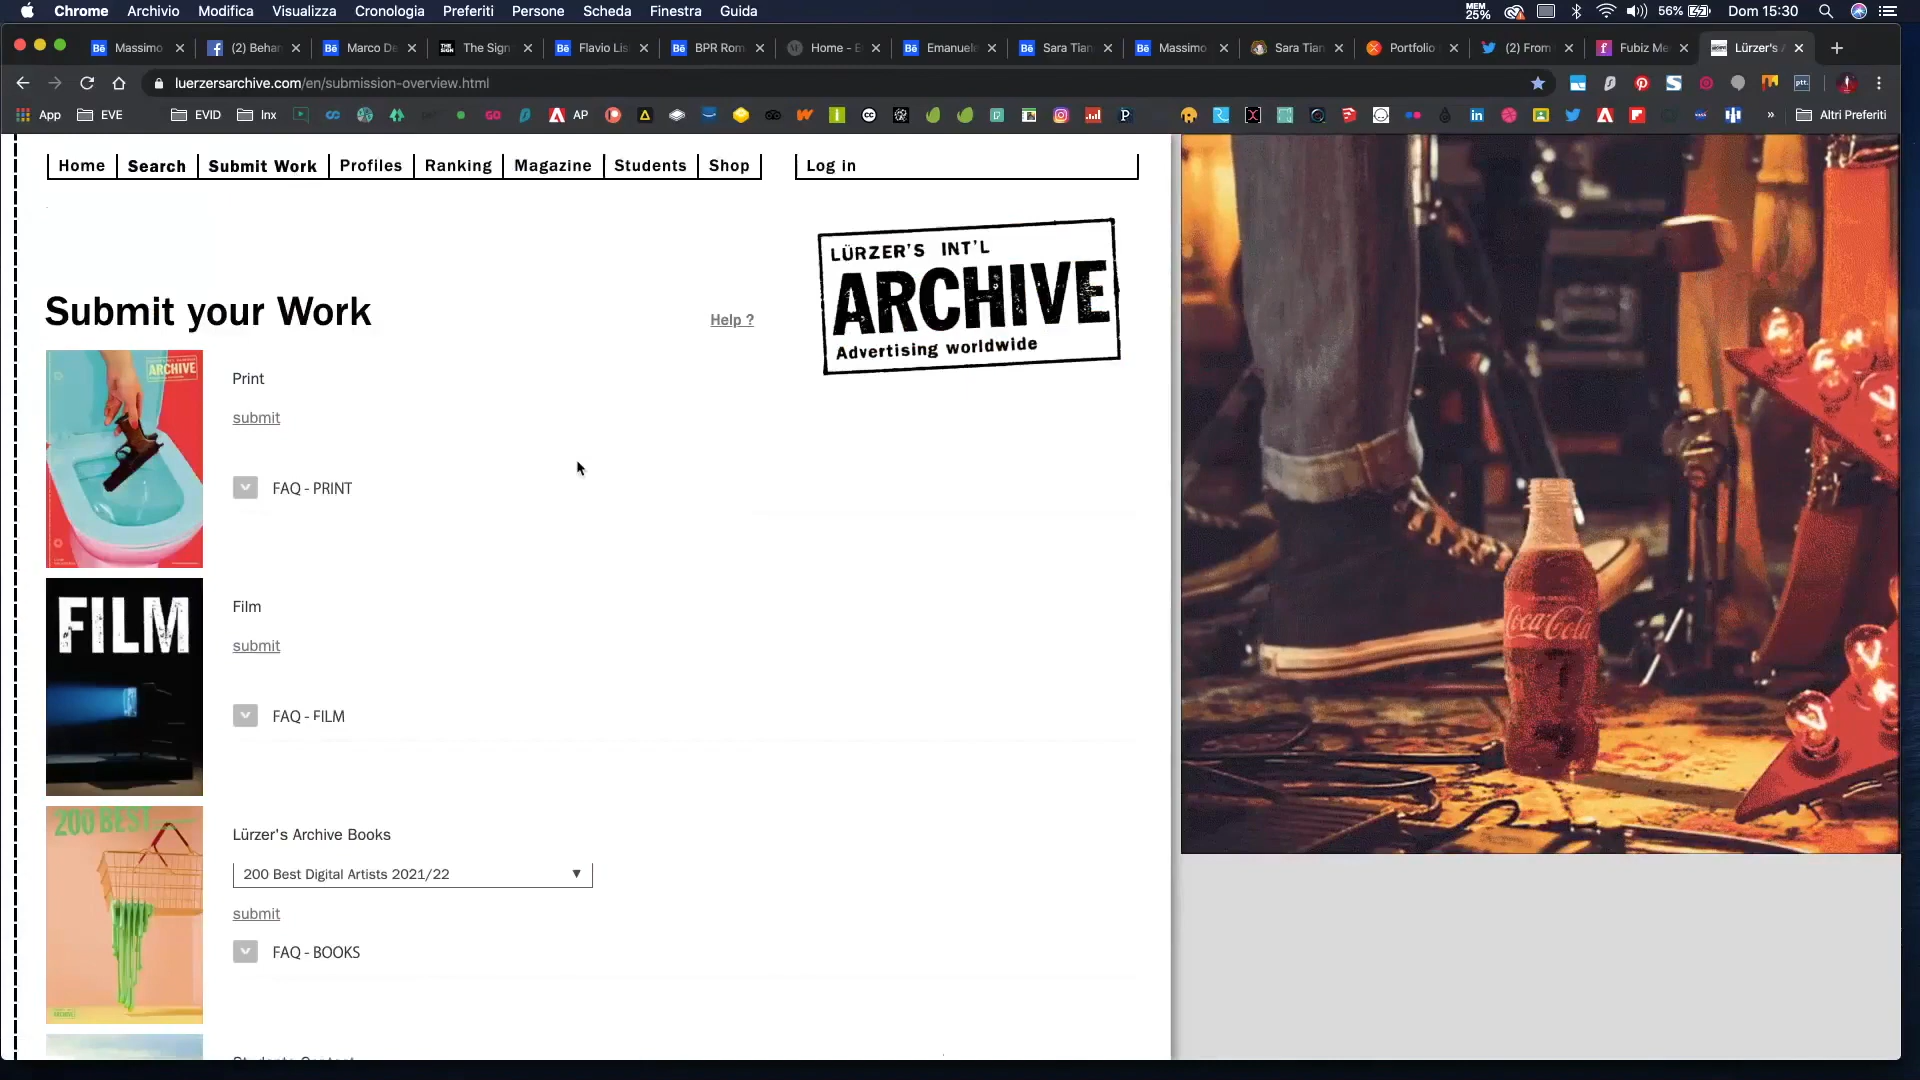 Chrome Archivio Modifica Visualizza Cronologia Preferiti Persone Scheda Finestra Guida MEM 25% 56% Dom 15:30
Massimo (2) Behan Marco De The Sign Flavio Lis BPR Rom Home - E Emanuele Sara Tian Massimo Sara Tian Portfolio (2) From Fubiz Me Lürzer's A
luerzersarchive.com/en/submission-overview.html
App EVE EVID Inx AP Altri Preferiti
Home Search Submit Work Profiles Ranking Magazine Students Shop Log in
LÜRZER'S INT'L
ARCHIVE
Advertising worldwide
Submit your Work
Help ?
ARCHIVE
Print
submit
FAQ - PRINT
Coca-Cola
FILM
Film
submit
FAQ - FILM
200 BEST
Lürzer's Archive Books
200 Best Digital Artists 2021/22
submit
FAQ - BOOKS